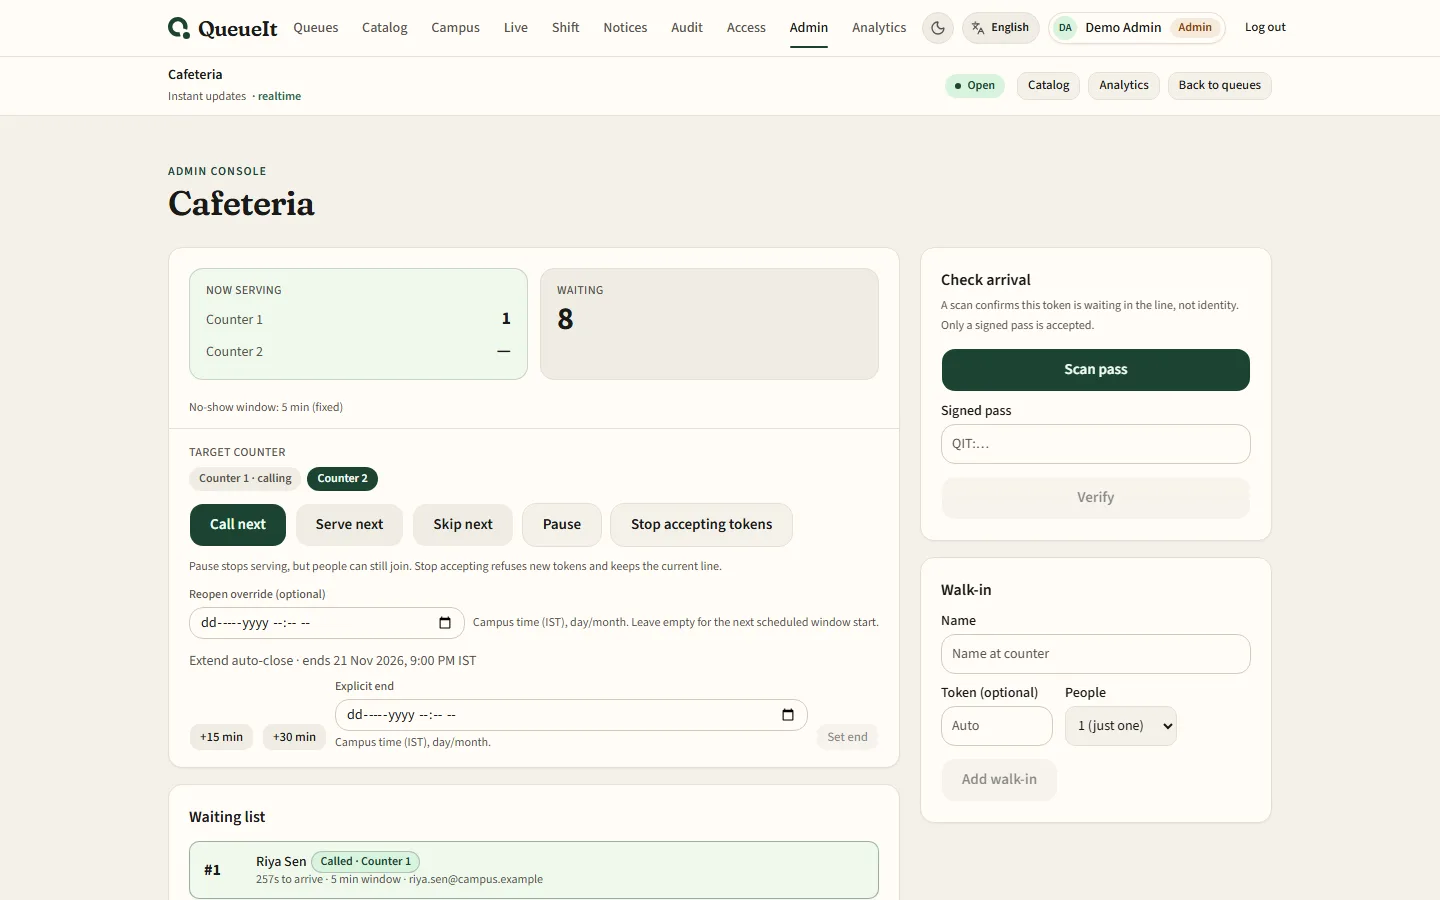 QueueIt Queues Catalog Campus Live Shift Notices Audit Access Admin Analytics English DA Demo Admin Admin Log out
Cafeteria
Instant updates · realtime
Open Catalog Analytics Back to queues
ADMIN CONSOLE
Cafeteria
NOW SERVING
Counter 1 1
Counter 2 —
WAITING
8
No-show window: 5 min (fixed)
TARGET COUNTER
Counter 1 · calling Counter 2
Call next Serve next Skip next Pause Stop accepting tokens
Pause stops serving, but people can still join. Stop accepting refuses new tokens and keeps the current line.
Reopen override (optional)
dd-----yyyy --:-- -- Campus time (IST), day/month. Leave empty for the next scheduled window start.
Extend auto-close · ends 21 Nov 2026, 9:00 PM IST
Explicit end
dd-----yyyy --:-- --
+15 min +30 min Campus time (IST), day/month. Set end
Waiting list
#1 Riya Sen Called · Counter 1
257s to arrive · 5 min window · riya.sen@campus.example
Check arrival
A scan confirms this token is waiting in the line, not identity.
Only a signed pass is accepted.
Scan pass
Signed pass
QIT:...
Verify
Walk-in
Name
Name at counter
Token (optional) People
Auto 1 (just one)
Add walk-in